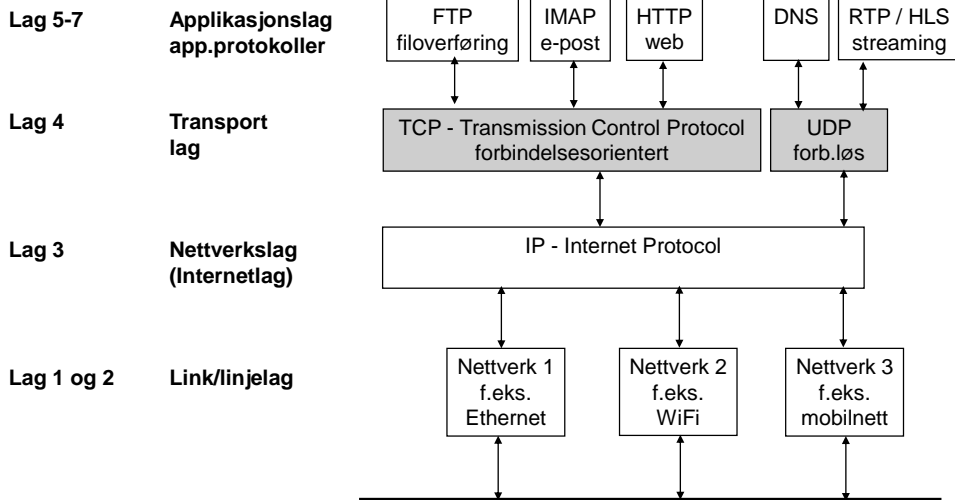 Lag 5-7
Applikasjonslag
app.protokoller
FTP
filoverføring
IMAP
e-post
HTTP
web
DNS
RTP / HLS
streaming
Lag 4
Transport
lag
TCP - Transmission Control Protocol
forbindelsesorientert
UDP
forb.løs
Lag 3
Nettverkslag
(Internetlag)
IP - Internet Protocol
Lag 1 og 2
Link/linjelag
Nettverk 1
f.eks.
Ethernet
Nettverk 2
f.eks.
WiFi
Nettverk 3
f.eks.
mobilnett